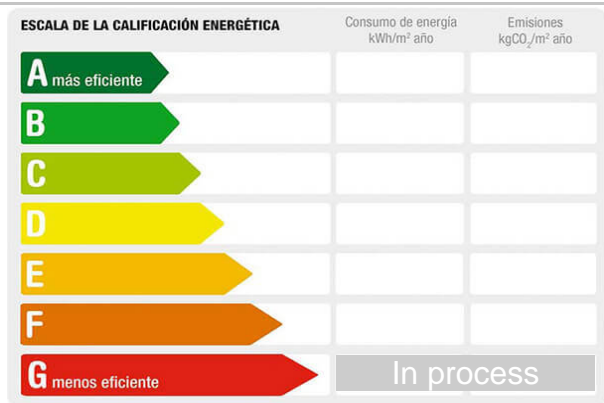 ESCALA DE LA CALIFICACIÓN ENERGÉTICA
Consumo de energía
kWh/m² año
Emisiones
kgCO₂/m² año
A más eficiente
B
C
D
E
F
G menos eficiente
In process